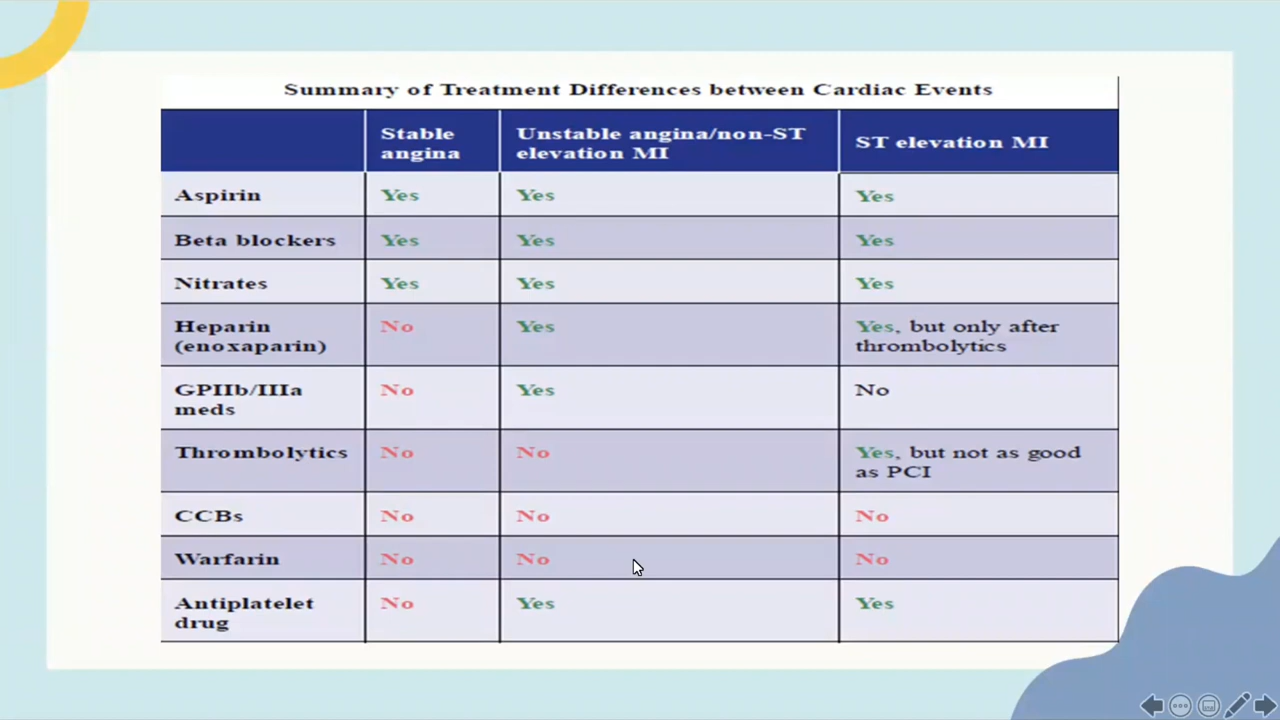 Summary of Treatment Differences between Cardiac Events
Stable angina
Unstable angina/non-ST elevation MI
ST elevation MI
Aspirin Yes Yes Yes
Beta blockers Yes Yes Yes
Nitrates Yes Yes Yes
Heparin (enoxaparin) No Yes Yes, but only after thrombolytics
GPIIb/IIIa meds No Yes No
Thrombolytics No No Yes, but not as good as PCI
CCBs No No No
Warfarin No No No
Antiplatelet drug No Yes Yes